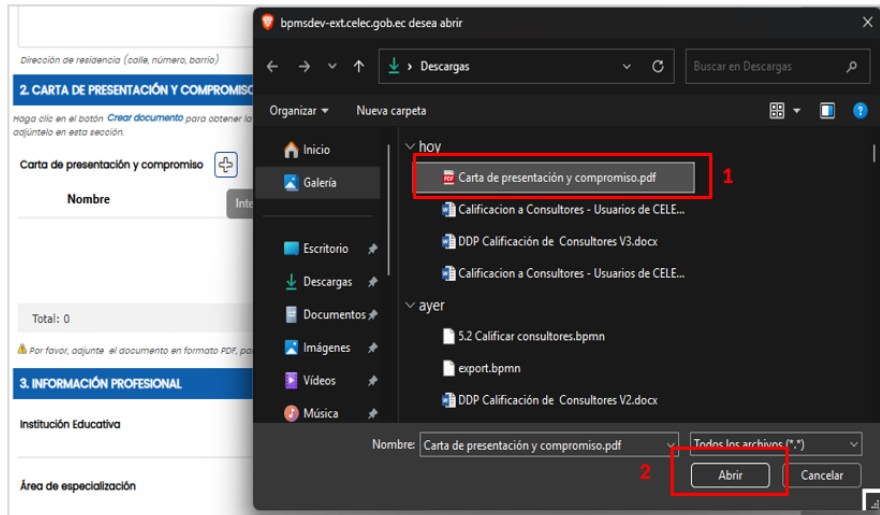 Dirección de residencia (calle, número, barrio)
2. CARTA DE PRESENTACIÓN Y COMPROMISO
Haga clic en el botón Crear documento para obtener la
adjúntelo en esta sección.
Carta de presentación y compromiso
Nombre
Inte
Total: 0
Por favor, adjunte el documento en formato PDF, pa
3. INFORMACIÓN PROFESIONAL
Institución Educativa
Área de especialización
bpmsdev-ext.celec.gob.ec desea abrir
Descargas
Buscar en Descargas
Organizar
Nueva carpeta
Inicio
Galería
Escritorio
Descargas
Documentos
Imágenes
Vídeos
Música
hoy
Carta de presentación y compromiso.pdf
1
Calificacion a Consultores - Usuarios de CELE...
DDP Calificación de Consultores V3.docx
Calificacion a Consultores - Usuarios de CELE...
ayer
5.2 Calificar consultores.bpmn
export.bpmn
DDP Calificación de Consultores V2.docx
Nombre: Carta de presentación y compromiso.pdf
Todos los archivos (*.*)
2
Abrir
Cancelar